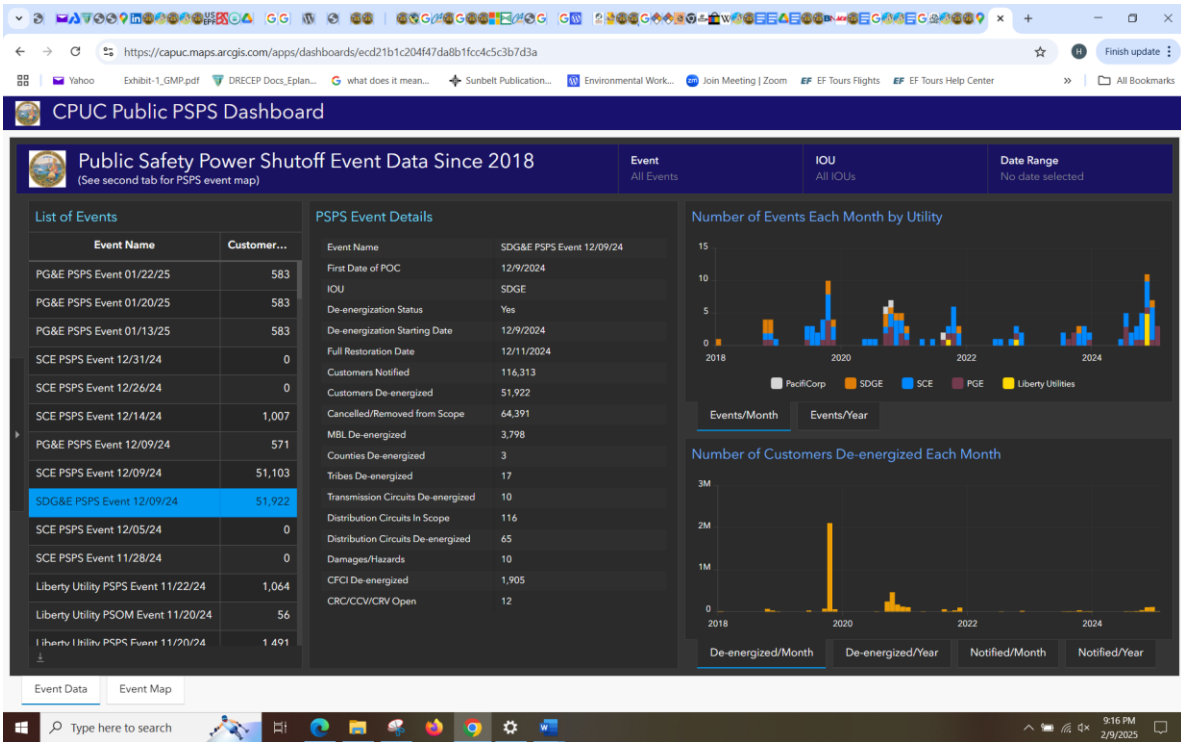 https://capuc.maps.arcgis.com/apps/dashboards/ecd21b1c204f47da8b1fcc4c5c3b7d3a
H
Finish update
Yahoo
Exhibit-1_GMP.pdf
DRECEP Docs_Eplan...
what does it mean...
Sunbelt Publication...
Environmental Work...
Join Meeting | Zoom
EF EF Tours Flights
EF EF Tours Help Center
All Bookmarks
CPUC Public PSPS Dashboard
Public Safety Power Shutoff Event Data Since 2018
(See second tab for PSPS event map)
Event
All Events
IOU
All IOUs
Date Range
No date selected
List of Events
Event Name Customer...
PG&E PSPS Event 01/22/25 583
PG&E PSPS Event 01/20/25 583
PG&E PSPS Event 01/13/25 583
SCE PSPS Event 12/31/24 0
SCE PSPS Event 12/26/24 0
SCE PSPS Event 12/14/24 1,007
PG&E PSPS Event 12/09/24 571
SCE PSPS Event 12/09/24 51,103
SDG&E PSPS Event 12/09/24 51,922
SCE PSPS Event 12/05/24 0
SCE PSPS Event 11/28/24 0
Liberty Utility PSPS Event 11/22/24 1,064
Liberty Utility PSOM Event 11/20/24 56
Liberty Utility PSPS Event 11/20/24 1,491
PSPS Event Details
Event Name SDG&E PSPS Event 12/09/24
First Date of POC 12/9/2024
IOU SDGE
De-energization Status Yes
De-energization Starting Date 12/9/2024
Full Restoration Date 12/11/2024
Customers Notified 116,313
Customers De-energized 51,922
Cancelled/Removed from Scope 64,391
MBL De-energized 3,798
Counties De-energized 3
Tribes De-energized 17
Transmission Circuits De-energized 10
Distribution Circuits In Scope 116
Distribution Circuits De-energized 65
Damages/Hazards 10
CFCI De-energized 1,905
CRC/CCV/CRV Open 12
Number of Events Each Month by Utility
15
10
5
0
2018 2020 2022 2024
PacifiCorp SDGE SCE PGE Liberty Utilities
Events/Month Events/Year
Number of Customers De-energized Each Month
3M
2M
1M
0
2018 2020 2022 2024
De-energized/Month De-energized/Year Notified/Month Notified/Year
Event Data Event Map
Type here to search
9:16 PM
2/9/2025